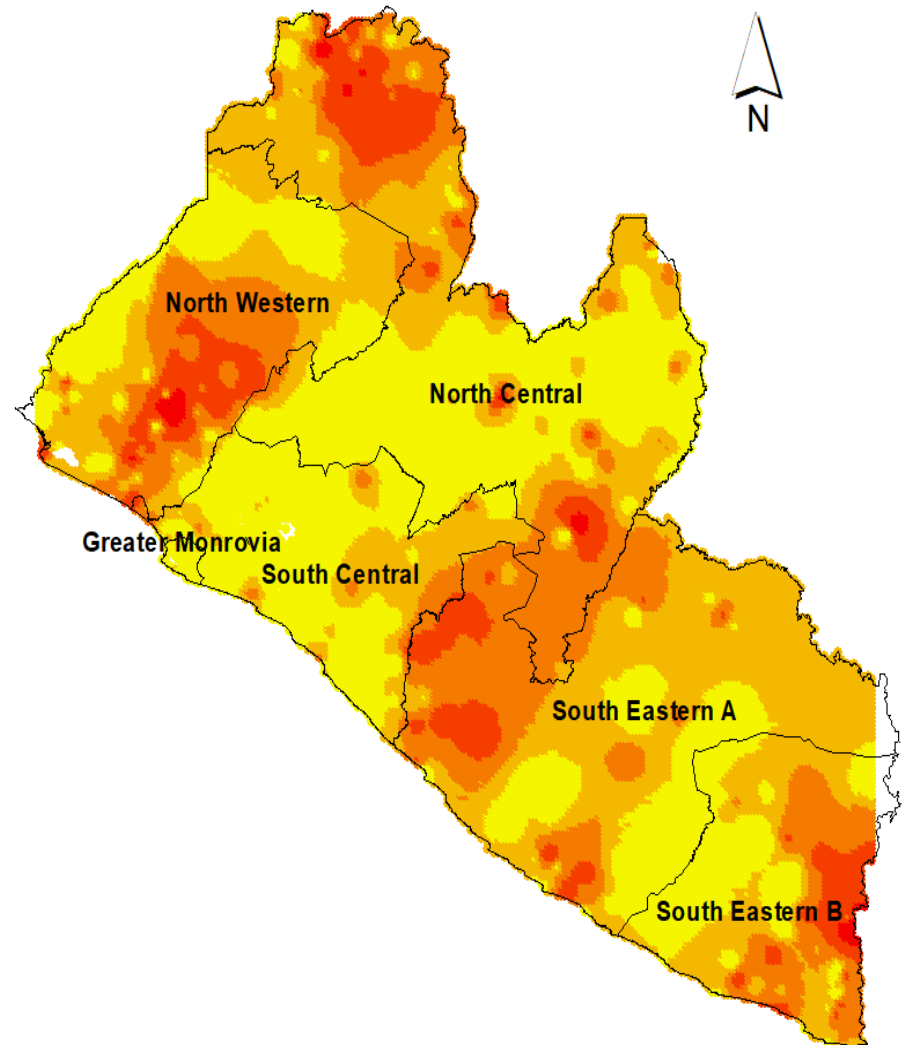 N
North Western
North Central
Greater Monrovia
South Central
South Eastern A
South Eastern B